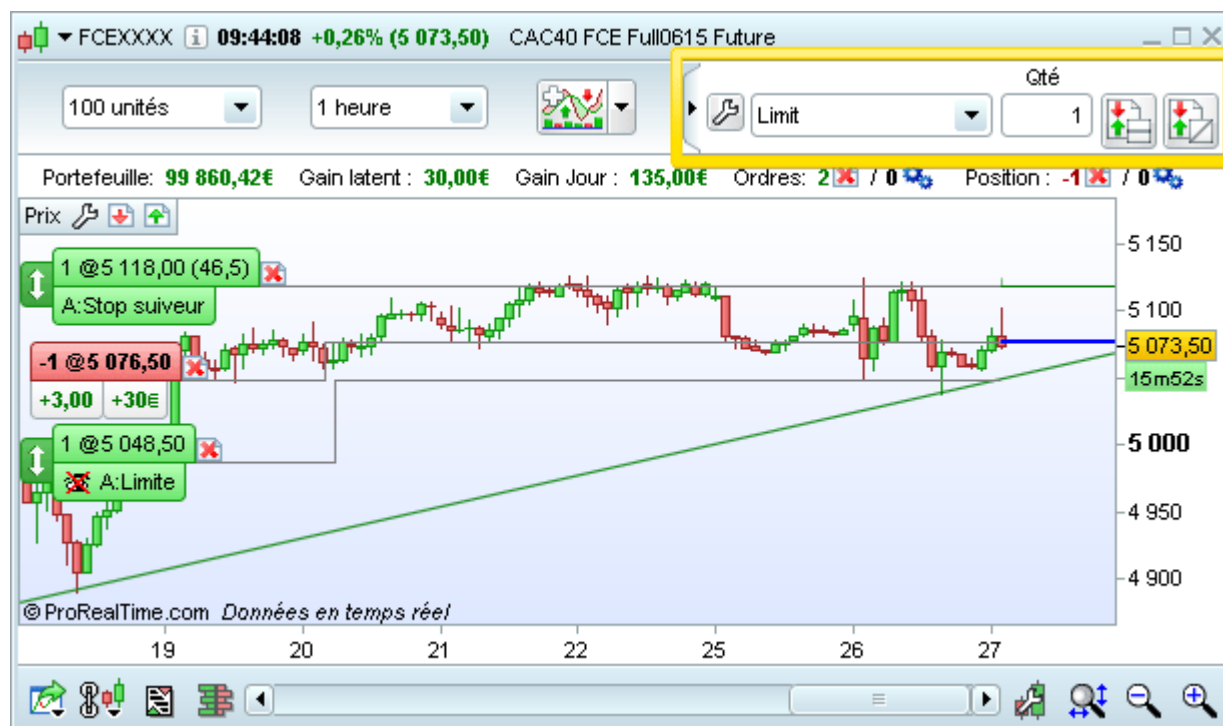 FCEXXXX 09:44:08 +0,26% (5 073,50) CAC40 FCE Full0615 Future
Qté
100 unités 1 heure Limit 1
Portefeuille: 99 860,42€ Gain latent : 30,00€ Gain Jour : 135,00€ Ordres: 2 / 0 Position : -1 / 0
Prix
5 150
1 @5 118,00 (46,5)
A:Stop suiveur
5 100
5 073,50
-1 @5 076,50
15m52s
+3,00 +30€
1 @5 048,50
5 000
A:Limite
4 950
4 900
© ProRealTime.com Données en temps réel
19 20 21 22 25 26 27